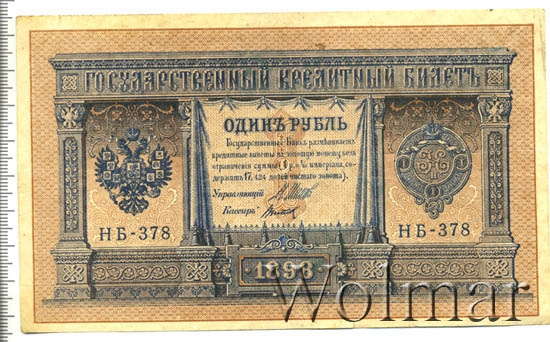 ГОСУДАРСТВЕННЫЙ КРЕДИТНЫЙ БИЛЕТЪ
ОДИНЪ РУБЛЬ
Государственный Банкъ размѣниваетъ
кредитные билеты на золотую монету безъ
ограниченія суммы (1 р. = 1/15 имперіала, со-
держитъ 17,424 долей чистаго золота).
Управляющій
Кассиръ
НБ-378 НБ-378
1898
Wolmar